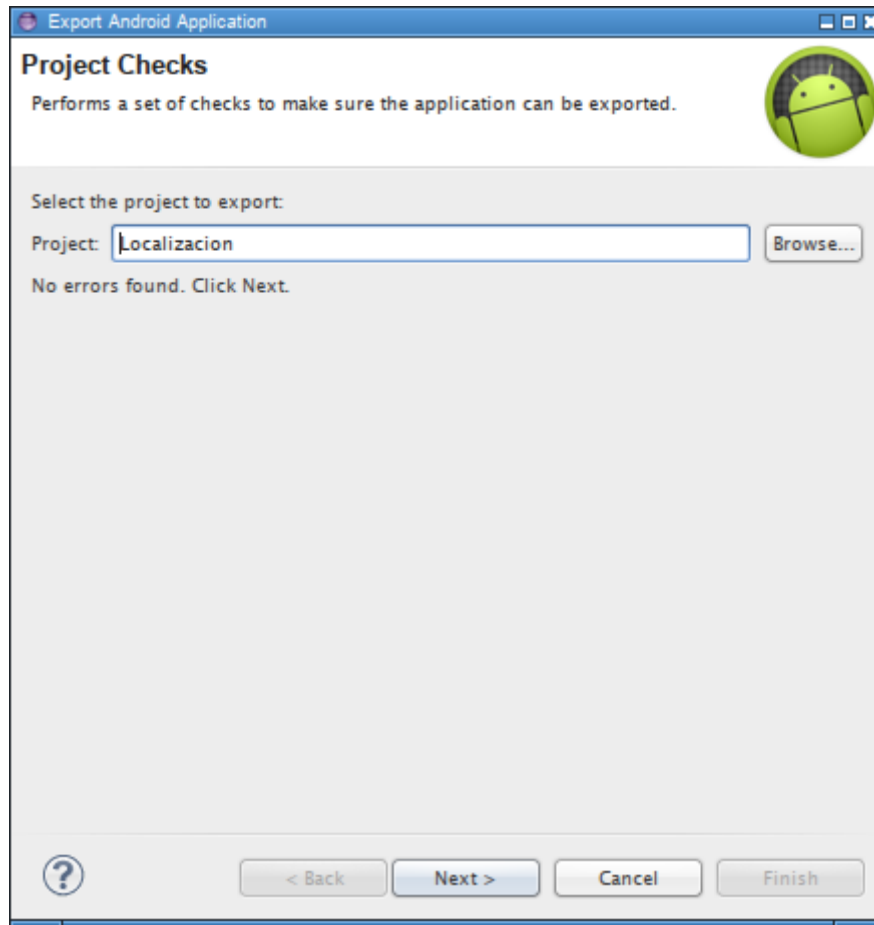 Export Android Application
Project Checks
Performs a set of checks to make sure the application can be exported.
Select the project to export:
Project: Localizacion Browse...
No errors found. Click Next.
? < Back Next > Cancel Finish